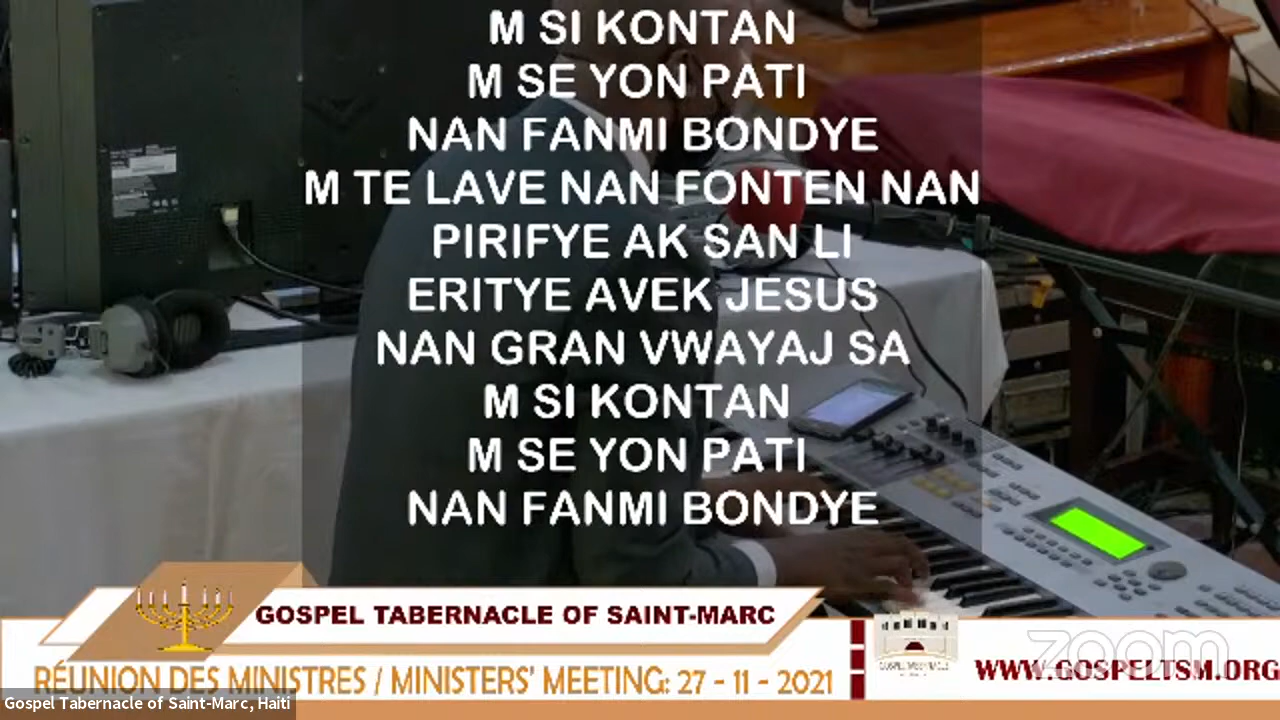 M SI KONTAN
M SE YON PATI
NAN FANMI BONDYE
M TE LAVE NAN FONTEN NAN
PIRIFYE AK SAN LI
ERITYE AVEK JESUS
NAN GRAN VWAYAJ SA
M SI KONTAN
M SE YON PATI
NAN FANMI BONDYE
GOSPEL TABERNACLE OF SAINT-MARC
RÉUNION DES MINISTRES / MINISTERS' MEETING: 27 - 11 - 2021
GOSPEL TABERNACLE
WWW.GOSPELTSM.ORG
zoom
Gospel Tabernacle of Saint-Marc, Haiti